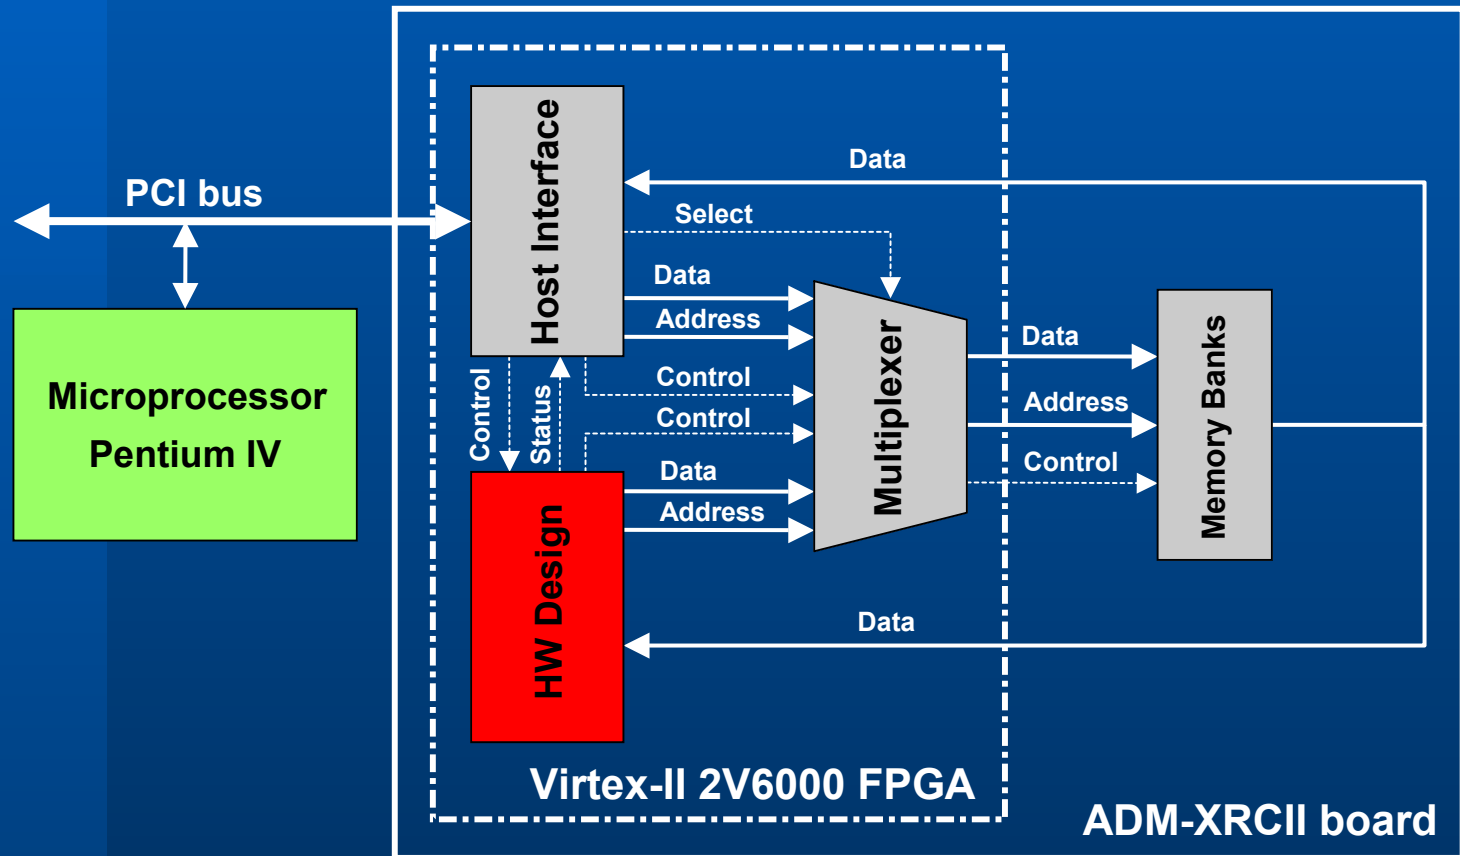 PCI bus
Microprocessor
Pentium IV
Host Interface
Data
Select
Data
Address
Control
Status
Control
Control
Data
Address
HW Design
Multiplexer
Data
Address
Control
Memory Banks
Data
Virtex-II 2V6000 FPGA
ADM-XRCII board